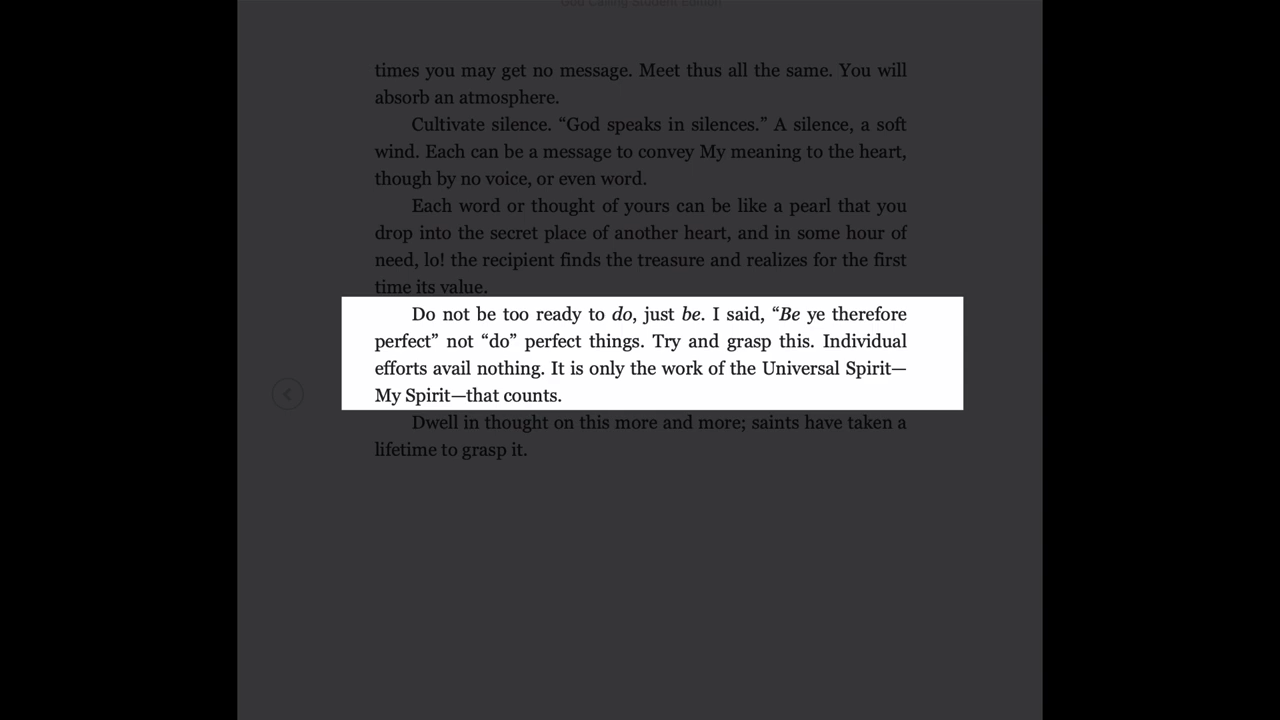 God Calling Student Edition
times you may get no message. Meet thus all the same. You will
absorb an atmosphere.
Cultivate silence. “God speaks in silences.” A silence, a soft
wind. Each can be a message to convey My meaning to the heart,
though by no voice, or even word.
Each word or thought of yours can be like a pearl that you
drop into the secret place of another heart, and in some hour of
need, lo! the recipient finds the treasure and realizes for the first
time its value.
Do not be too ready to do, just be. I said, “Be ye therefore
perfect” not “do” perfect things. Try and grasp this. Individual
efforts avail nothing. It is only the work of the Universal Spirit—
My Spirit—that counts.
Dwell in thought on this more and more; saints have taken a
lifetime to grasp it.